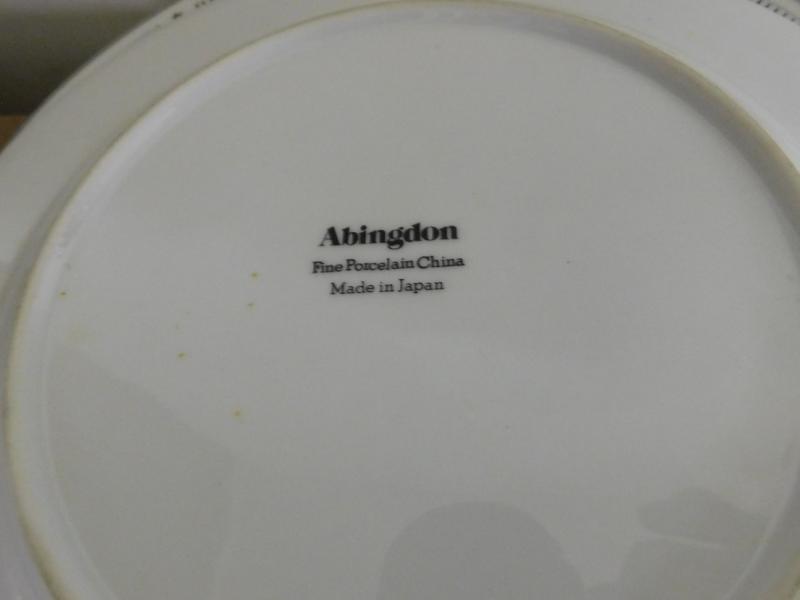 Abingdon
Fine Porcelain China
Made in Japan